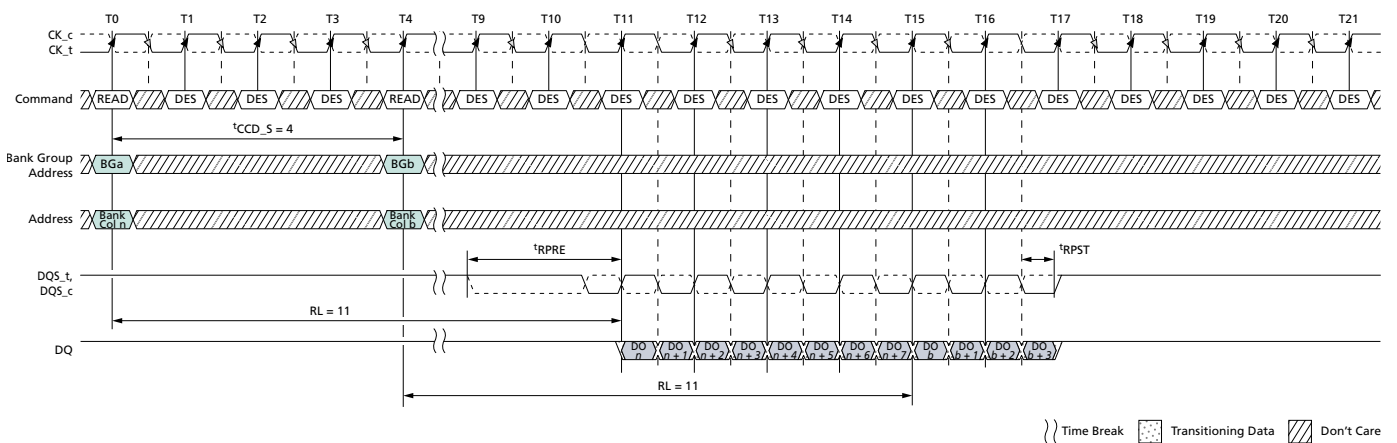 T0 T1 T2 T3 T4 T9 T10 T11 T12 T13 T14 T15 T16 T17 T18 T19 T20 T21
CK_c
CK_t
Command READ DES DES DES READ DES DES DES DES DES DES DES DES DES DES DES DES DES
tCCD_S = 4
Bank Group
Address
BGa BGb
Address
Bank
Col n
Bank
Col b
tRPRE tRPST
DQS_t,
DQS_c
RL = 11
DQ
DO
n
DO
n + 1
DO
n + 2
DO
n + 3
DO
n + 4
DO
n + 5
DO
n + 6
DO
n + 7
DO
b
DO
b + 1
DO
b + 2
DO
b + 3
RL = 11
Time Break Transitioning Data Don't Care